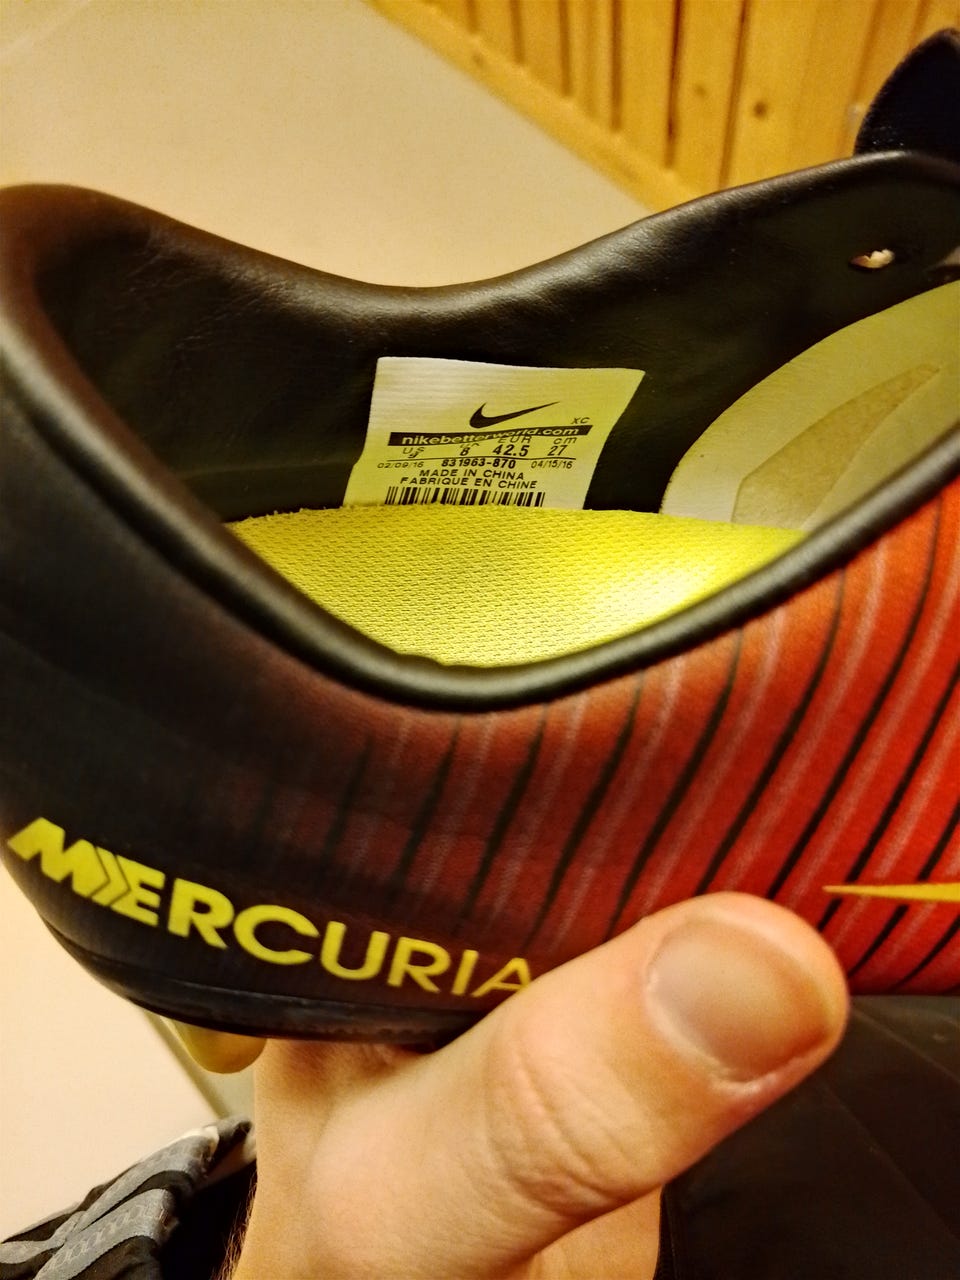 XC
nikebetterworld.com
US UK EUR cm
9 8 42.5 27
02/09/16 831963-870 04/15/16
MADE IN CHINA
FABRIQUE EN CHINE
MERCURIA